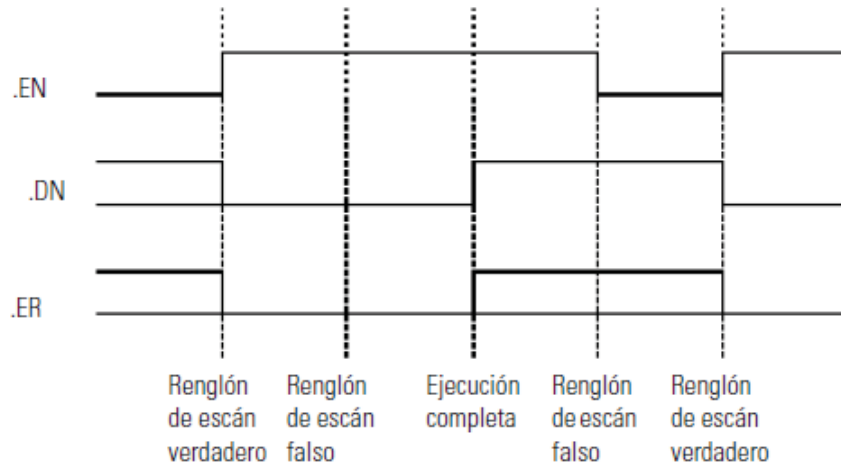 .EN
.DN
.ER
Renglón
de escán
verdadero
Renglón
de escán
falso
Ejecución
completa
Renglón
de escán
falso
Renglón
de escán
verdadero